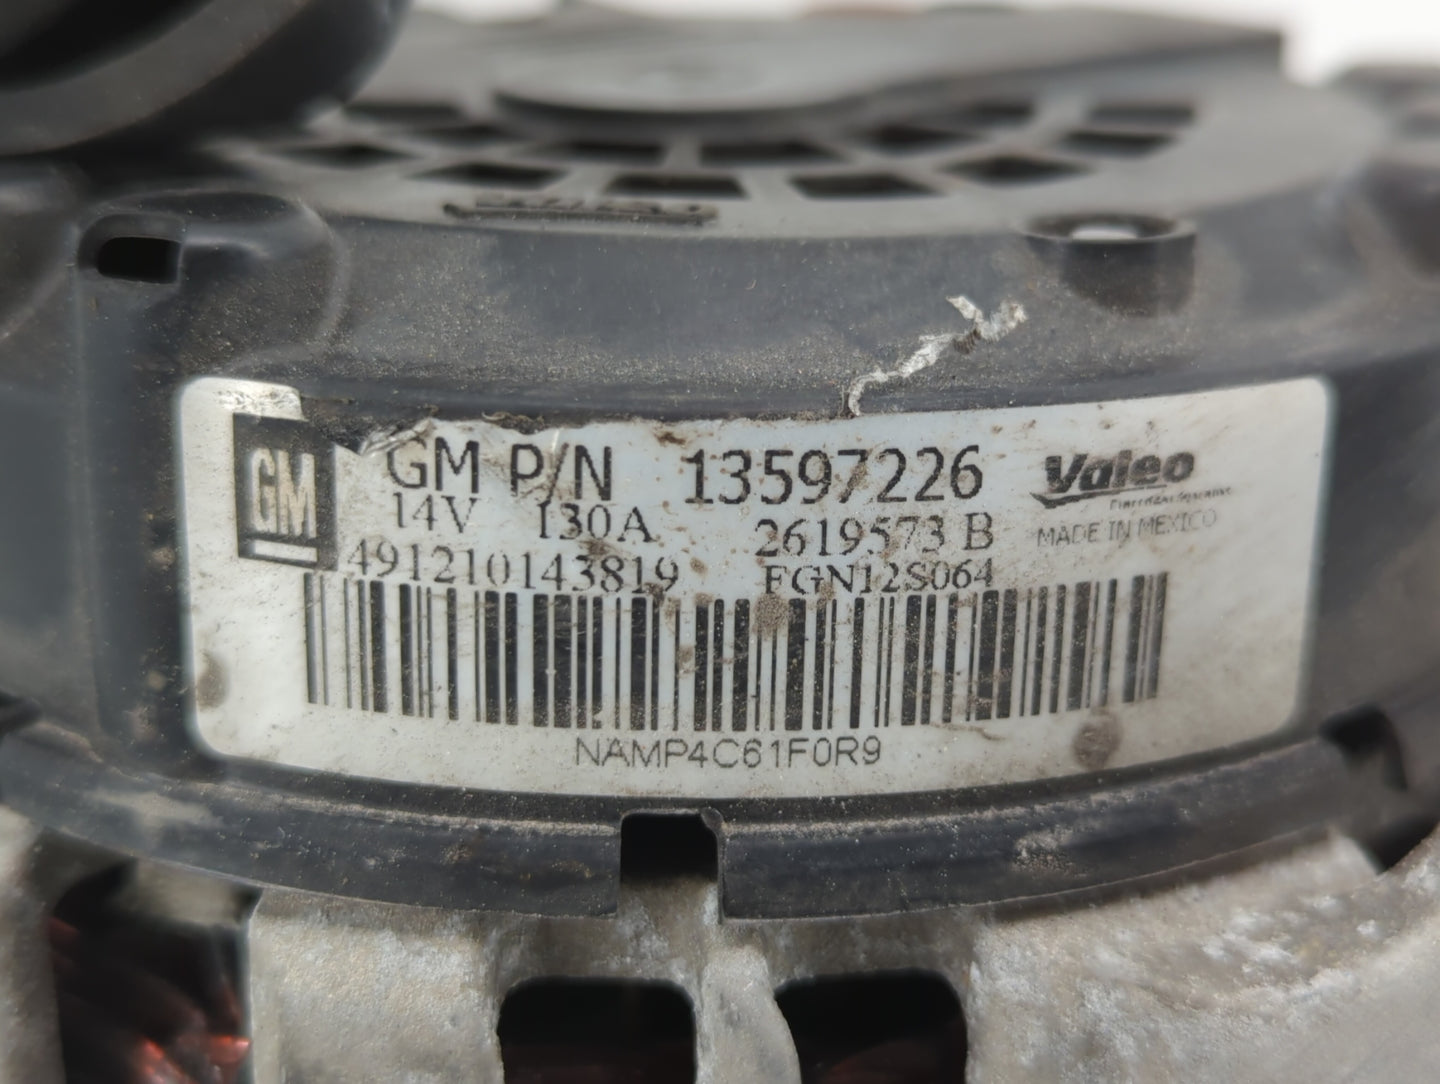 GM
GM P/N 13597226
14V 130A 2619573 B
491210143819 FGN12S064
Valeo
MADE IN MEXICO
NAMP4C61F0R9